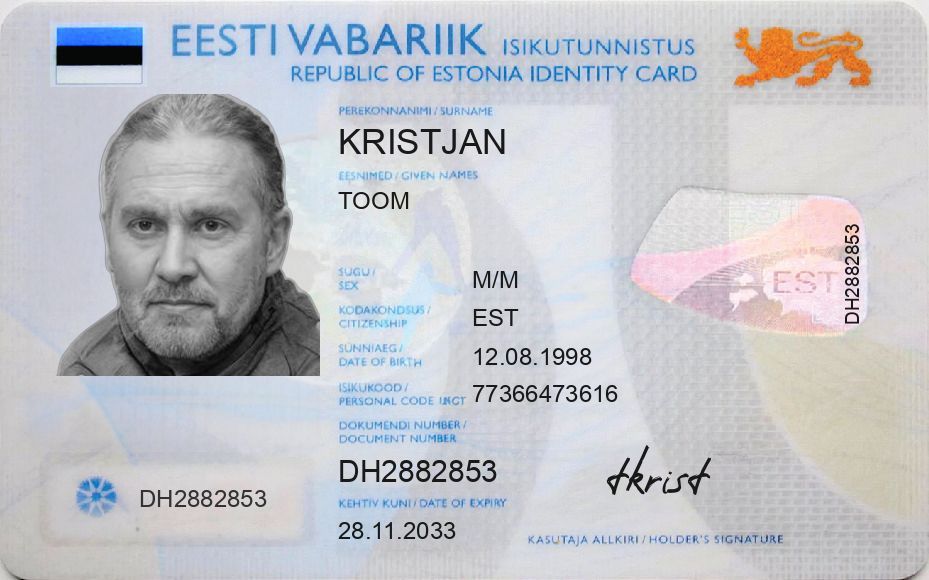 EESTI VABARIIK ISIKUTUNNISTUS
REPUBLIC OF ESTONIA IDENTITY CARD
PEREKONNANIMI / SURNAME
KRISTJAN
EESNIMED / GIVEN NAMES
TOOM
SUGU /
SEX
M/M
KODAKONDSUS /
CITIZENSHIP
EST
SÜNNIAEG /
DATE OF BIRTH
12.08.1998
ISIKUKOOD /
PERSONAL CODE
77366473616
DOKUMENDI NUMBER /
DOCUMENT NUMBER
DH2882853
KEHTIV KUNI / DATE OF EXPIRY
28.11.2033
DH2882853
EST
DH2882853
tkrist
KASUTAJA ALLKIRI / HOLDER'S SIGNATURE